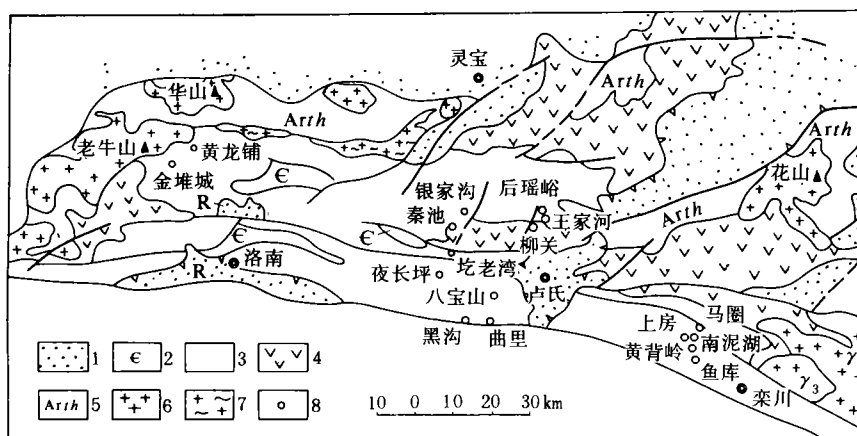 灵宝
华山
Arth
Arth
Arth
老牛山
黄龙铺
金堆城
є
花山
银家沟
后瑶峪
R
秦池
王家河
Arth
є
є
柳关
R
洛南
圪老湾
夜长坪
卢氏
八宝山
马圈
上房
南泥湖
黑沟
曲里
黄背岭
鱼库
γ
γ3
栾川
1
є
2
3
4
Arth
5
6
7
8
10 0 10 20 30 km